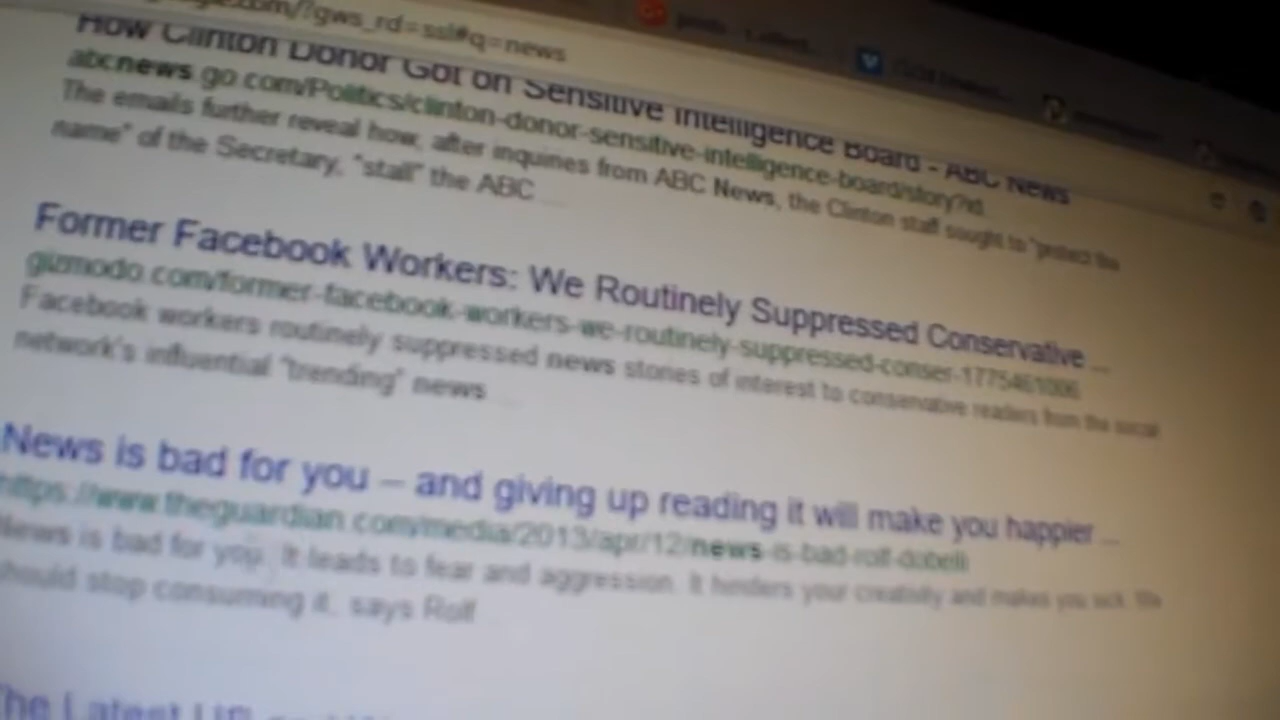 /?gws_rd=ssl#q=news
How Clinton Donor Got on Sensitive Intelligence Board - ABC News
abcnews.go.com/Politics/clinton-donor-sensitive-intelligence-board/story?id
The emails further reveal how, after inquiries from ABC News, the Clinton staff sought to "protect the
name" of the Secretary, "stall" the ABC
Former Facebook Workers: We Routinely Suppressed Conservative ...
gizmodo.com/former-facebook-workers-we-routinely-suppressed-conser-1775461006
Facebook workers routinely suppressed news stories of interest to conservative readers from the social
network's influential "trending" news
News is bad for you – and giving up reading it will make you happier ...
https://www.theguardian.com/media/2013/apr/12/news-is-bad-rolf-dobelli
News is bad for you. It leads to fear and aggression. It hinders your creativity and makes you sick. We
should stop consuming it, says Rolf
The Latest